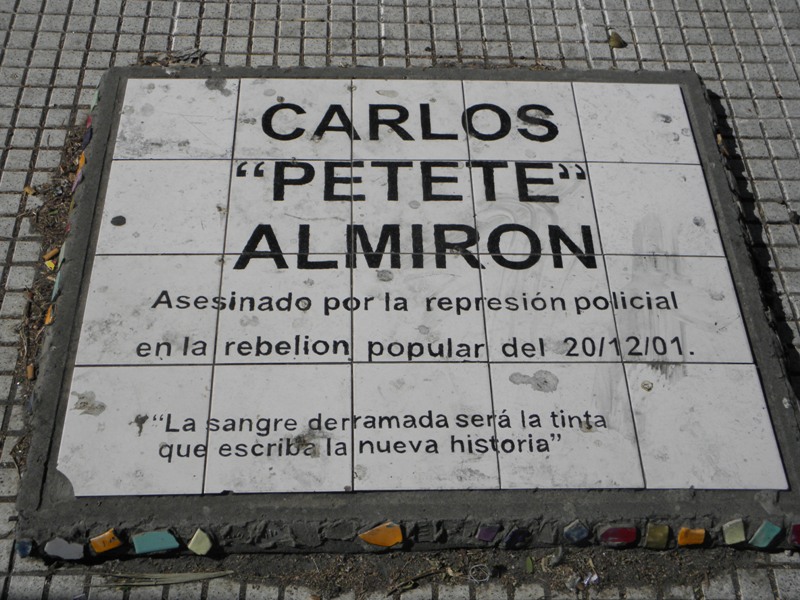 CARLOS
“PETETE”
ALMIRON
Asesinado por la represión policial
en la rebelion popular del 20/12/01.
“La sangre derramada será la tinta
que escriba la nueva historia”